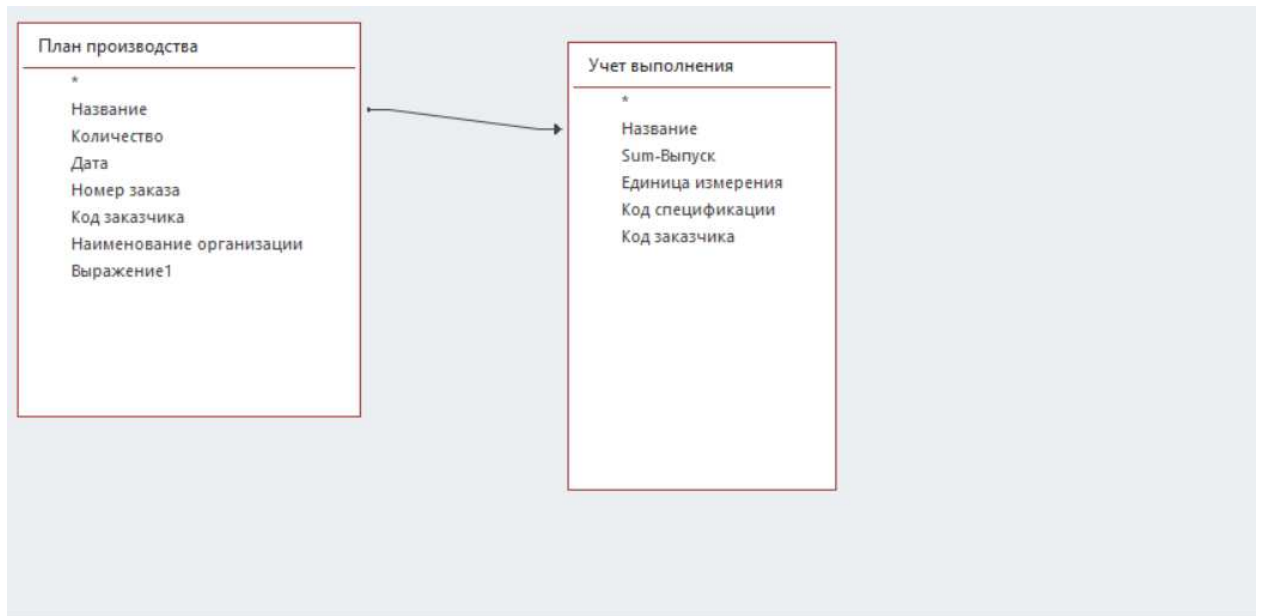 План производства
*
Название
Количество
Дата
Номер заказа
Код заказчика
Наименование организации
Выражение1
Учет выполнения
*
Название
Sum-Выпуск
Единица измерения
Код спецификации
Код заказчика